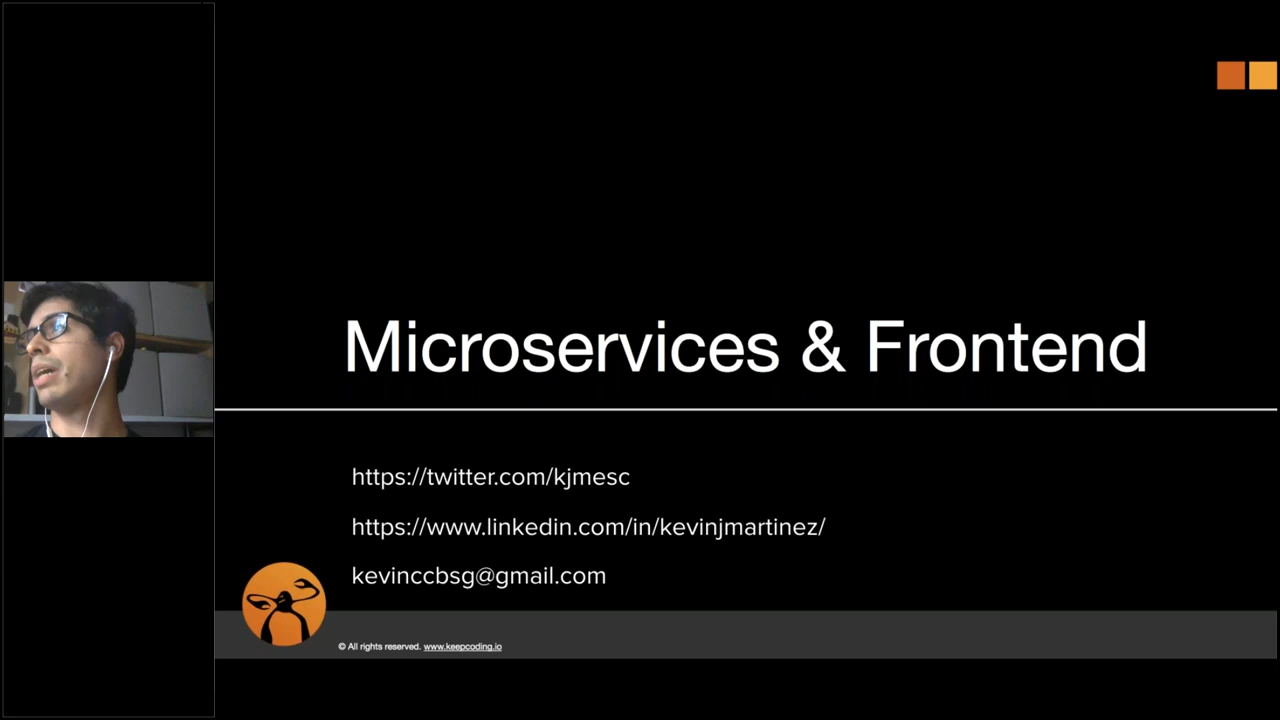 Microservices & Frontend
https://twitter.com/kjmesc
https://www.linkedin.com/in/kevinjmartinez/
kevinccbsg@gmail.com
© All rights reserved. www.keepcoding.io